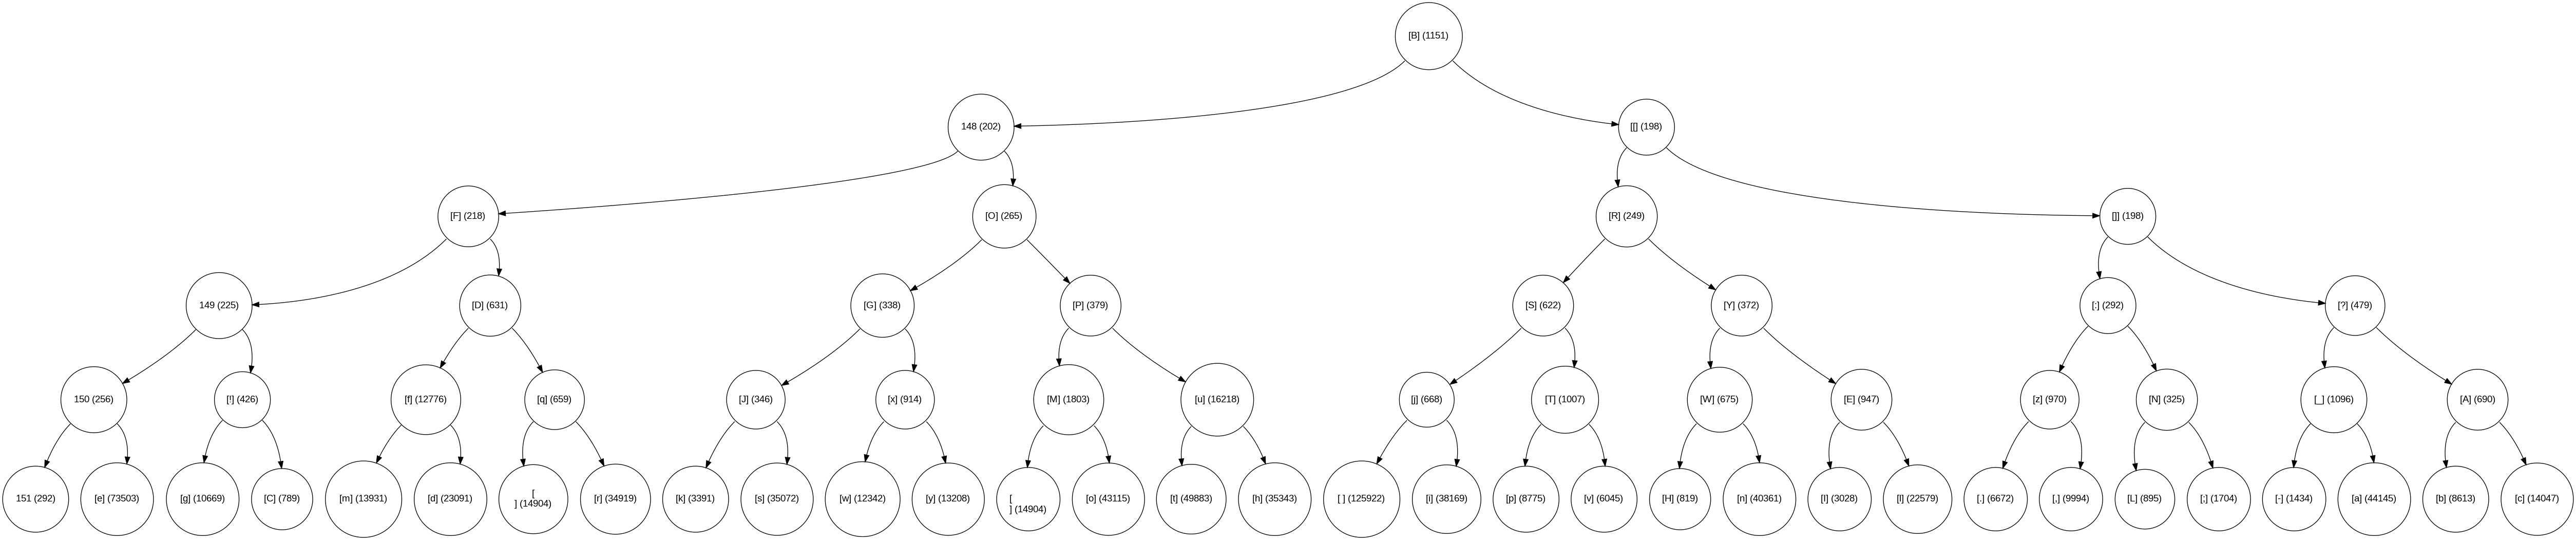 [B] (1151)
148 (202)
[[] (198)
[F] (218)
[O] (265)
[R] (249)
[]] (198)
149 (225)
[D] (631)
[G] (338)
[P] (379)
[S] (622)
[Y] (372)
[:] (292)
[?] (479)
150 (256)
[!] (426)
[f] (12776)
[q] (659)
[J] (346)
[x] (914)
[M] (1803)
[u] (16218)
[j] (668)
[T] (1007)
[W] (675)
[E] (947)
[z] (970)
[N] (325)
[_] (1096)
[A] (690)
151 (292)
[e] (73503)
[g] (10669)
[C] (789)
[m] (13931)
[d] (23091)
[
] (14904)
[r] (34919)
[k] (3391)
[s] (35072)
[w] (12342)
[y] (13208)
[
] (14904)
[o] (43115)
[t] (49883)
[h] (35343)
[ ] (125922)
[i] (38169)
[p] (8775)
[v] (6045)
[H] (819)
[n] (40361)
[I] (3028)
[l] (22579)
[.] (6672)
[,] (9994)
[L] (895)
[;] (1704)
[-] (1434)
[a] (44145)
[b] (8613)
[c] (14047)